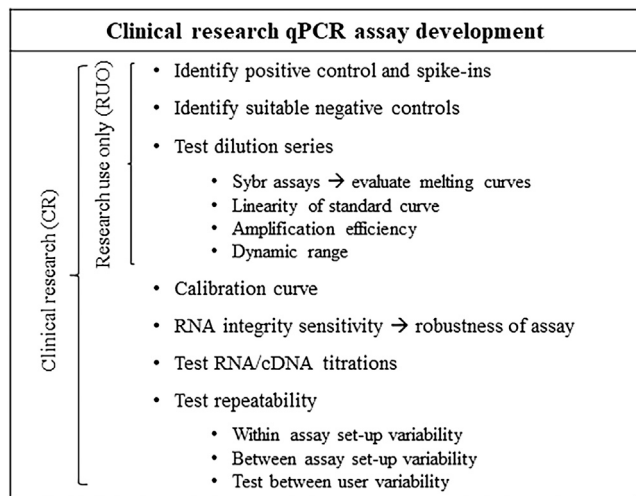 Clinical research qPCR assay development
Clinical research (CR)
Research use only (RUO)
• Identify positive control and spike-ins
• Identify suitable negative controls
• Test dilution series
• Sybr assays → evaluate melting curves
• Linearity of standard curve
• Amplification efficiency
• Dynamic range
• Calibration curve
• RNA integrity sensitivity → robustness of assay
• Test RNA/cDNA titrations
• Test repeatability
• Within assay set-up variability
• Between assay set-up variability
• Test between user variability